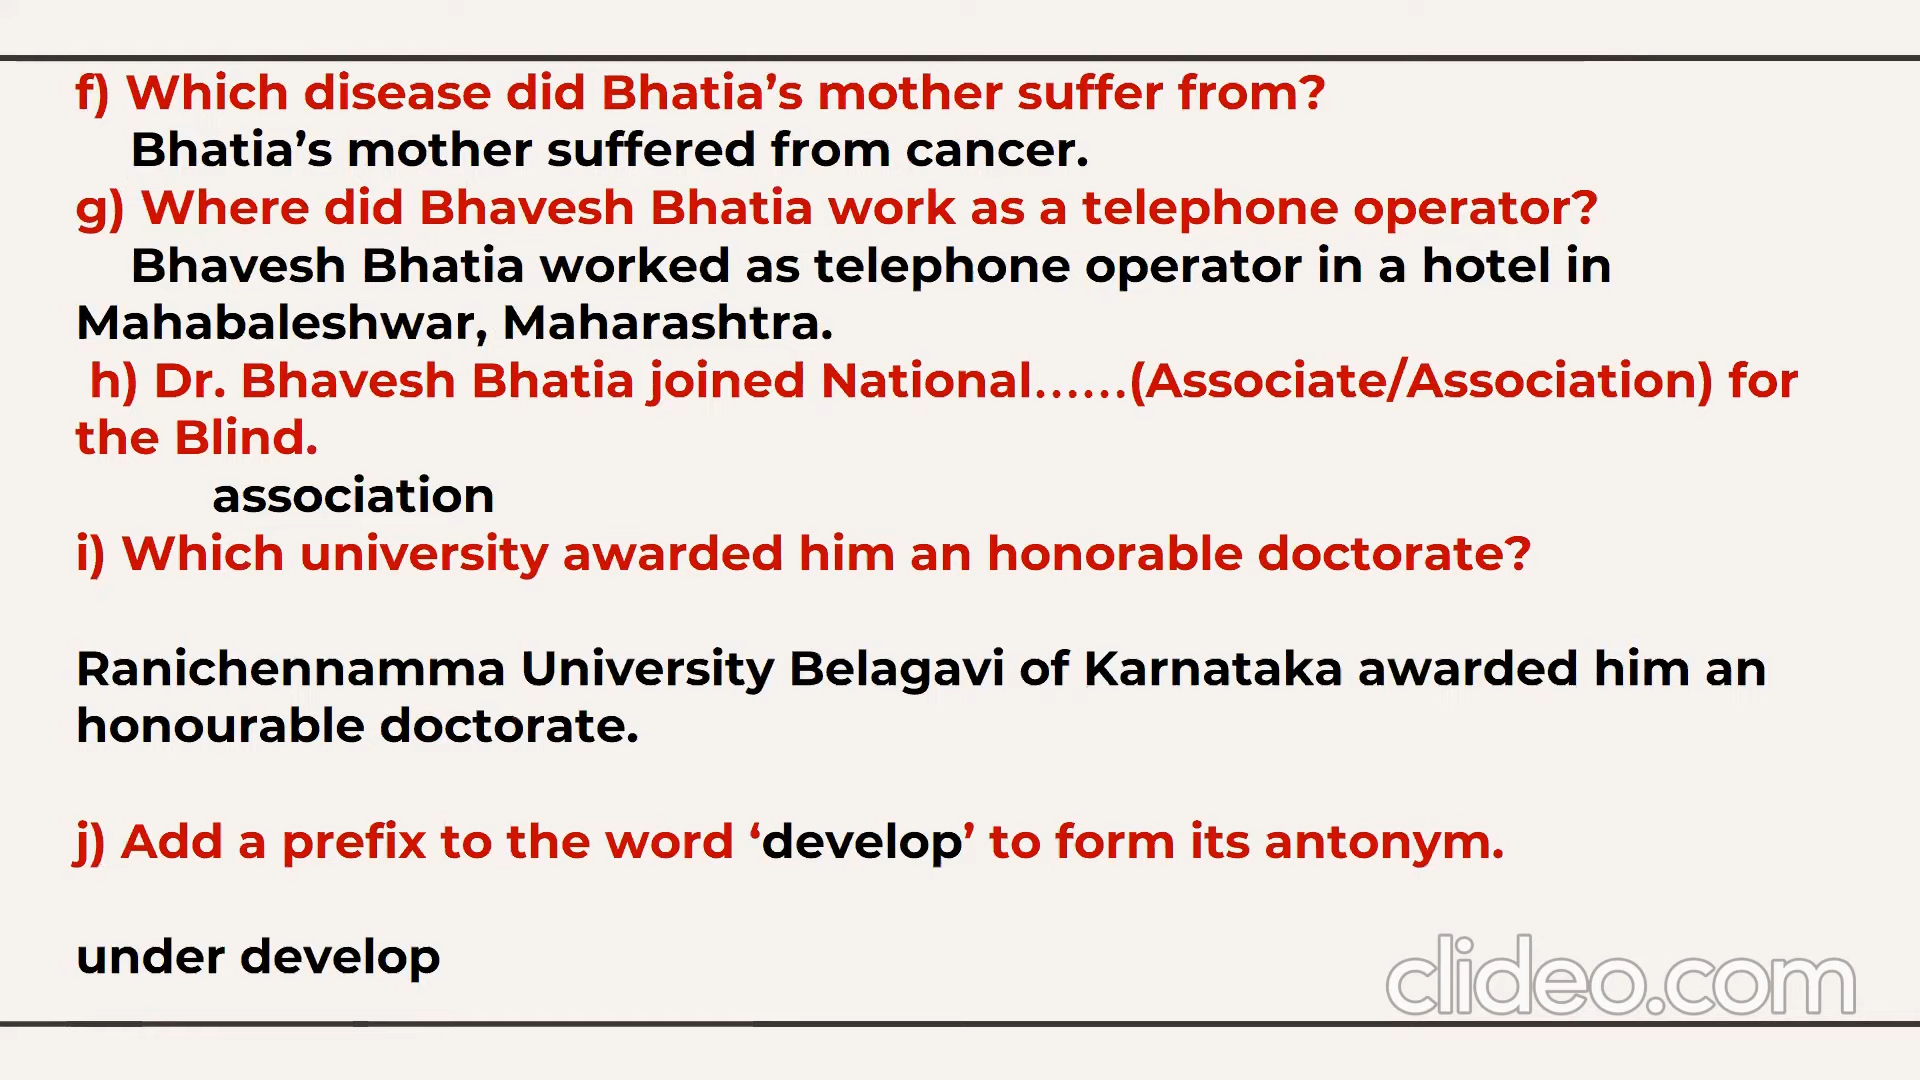 f) Which disease did Bhatia’s mother suffer from?
Bhatia’s mother suffered from cancer.
g) Where did Bhavesh Bhatia work as a telephone operator?
Bhavesh Bhatia worked as telephone operator in a hotel in
Mahabaleshwar, Maharashtra.
h) Dr. Bhavesh Bhatia joined National......(Associate/Association) for
the Blind.
association
i) Which university awarded him an honorable doctorate?
Ranichennamma University Belagavi of Karnataka awarded him an
honourable doctorate.
j) Add a prefix to the word ‘develop’ to form its antonym.
under develop
clideo.com